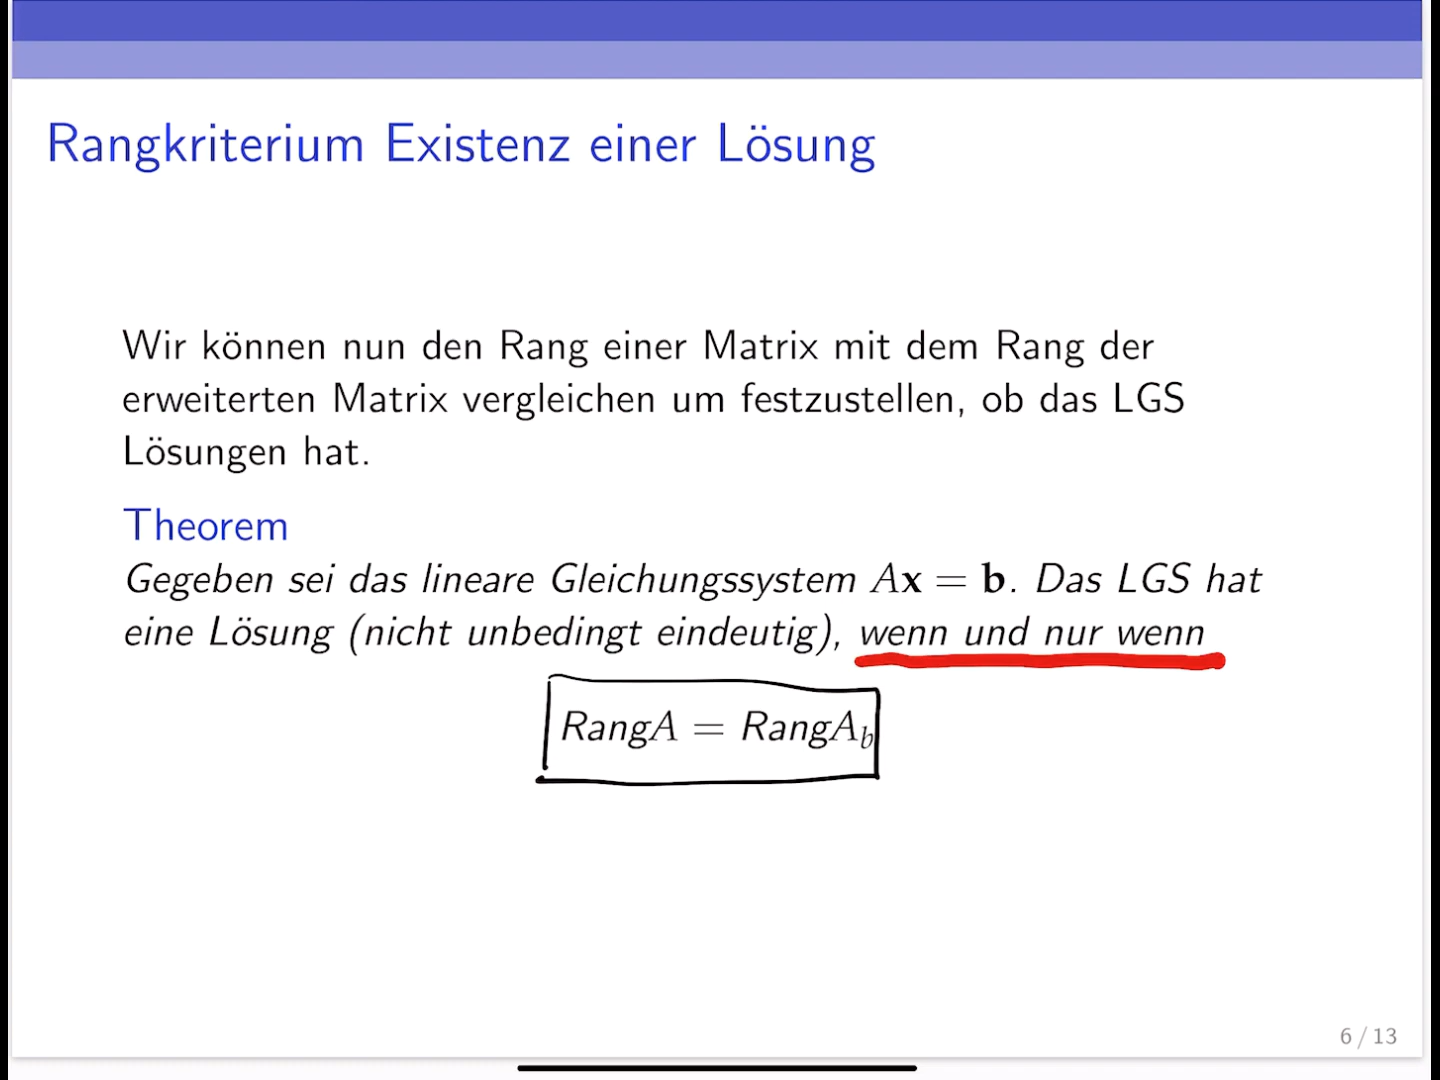 Rangkriterium Existenz einer Lösung
Wir können nun den Rang einer Matrix mit dem Rang der
erweiterten Matrix vergleichen um festzustellen, ob das LGS
Lösungen hat.
Theorem
Gegeben sei das lineare Gleichungssystem Ax = b. Das LGS hat
eine Lösung (nicht unbedingt eindeutig), wenn und nur wenn
RangA = RangA_b
6 / 13